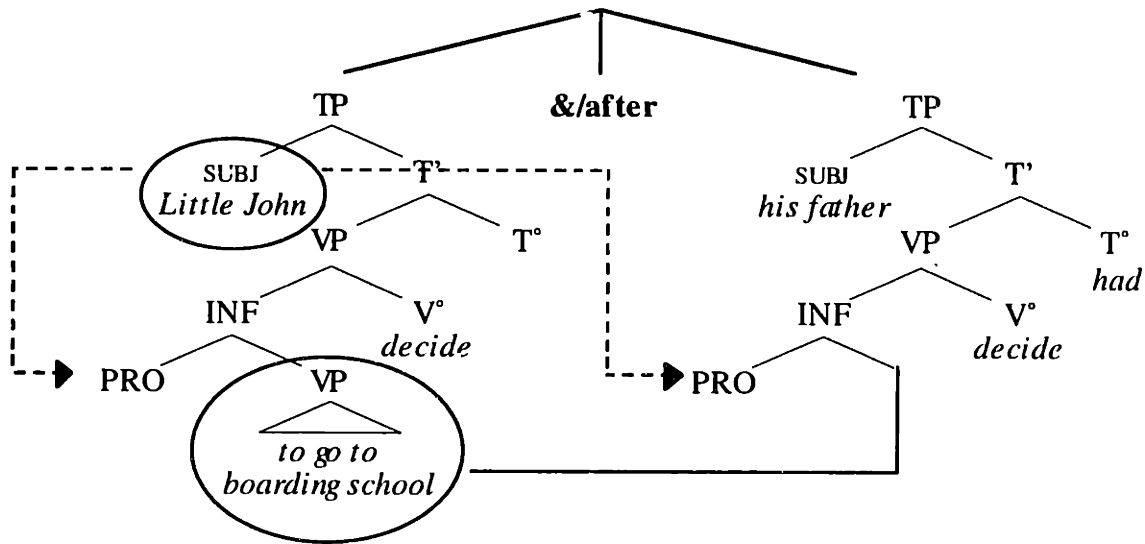 TP &/after TP
SUBJ T' SUBJ T'
Little John his father
VP T° VP T°
had
INF V° INF V°
decide decide
PRO VP PRO
to go to
boarding school